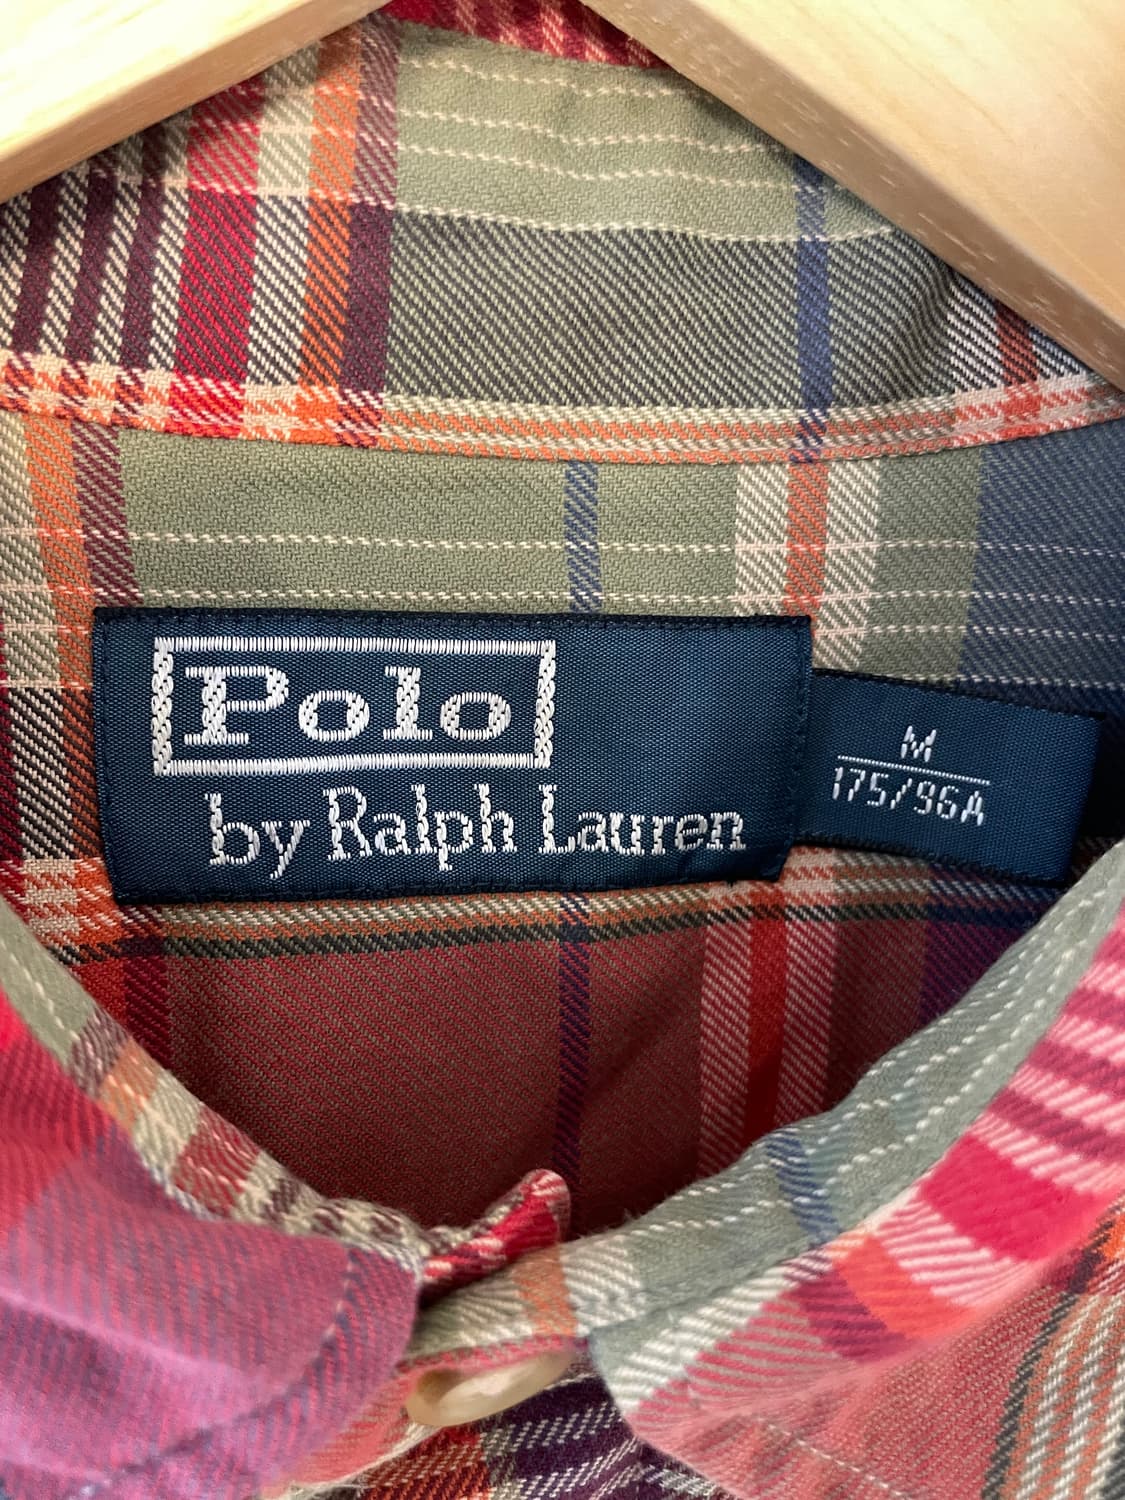 Polo
by Ralph Lauren
M
175/96A